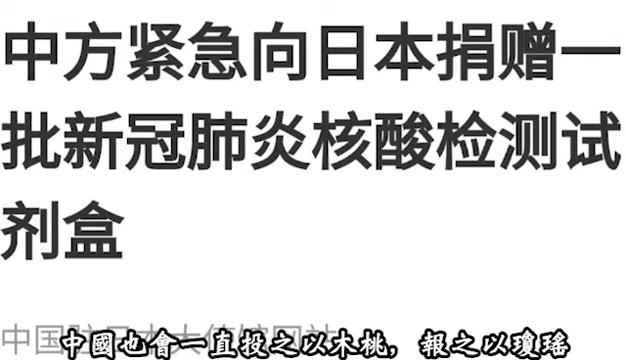 中方紧急向日本捐赠一
批新冠肺炎核酸检测试
剂盒
中國也會一直投之以木桃，報之以瓊瑤